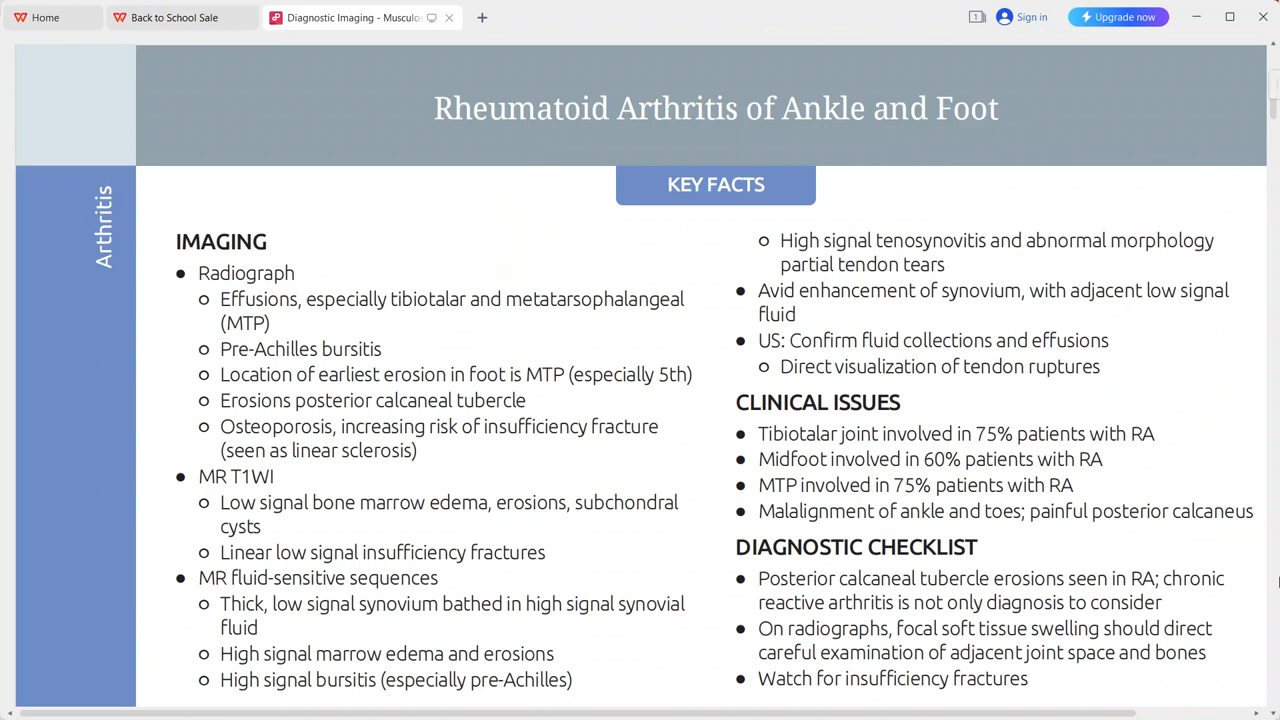 Home
Back to School Sale
Diagnostic Imaging - Musculo
1
Sign in
Upgrade now
Rheumatoid Arthritis of Ankle and Foot
Arthritis
KEY FACTS
IMAGING
● Radiograph
○ Effusions, especially tibiotalar and metatarsophalangeal
(MTP)
○ Pre-Achilles bursitis
○ Location of earliest erosion in foot is MTP (especially 5th)
○ Erosions posterior calcaneal tubercle
○ Osteoporosis, increasing risk of insufficiency fracture
(seen as linear sclerosis)
● MR T1WI
○ Low signal bone marrow edema, erosions, subchondral
cysts
○ Linear low signal insufficiency fractures
● MR fluid-sensitive sequences
○ Thick, low signal synovium bathed in high signal synovial
fluid
○ High signal marrow edema and erosions
○ High signal bursitis (especially pre-Achilles)
○ High signal tenosynovitis and abnormal morphology
partial tendon tears
● Avid enhancement of synovium, with adjacent low signal
fluid
● US: Confirm fluid collections and effusions
○ Direct visualization of tendon ruptures
CLINICAL ISSUES
● Tibiotalar joint involved in 75% patients with RA
● Midfoot involved in 60% patients with RA
● MTP involved in 75% patients with RA
● Malalignment of ankle and toes; painful posterior calcaneus
DIAGNOSTIC CHECKLIST
● Posterior calcaneal tubercle erosions seen in RA; chronic
reactive arthritis is not only diagnosis to consider
● On radiographs, focal soft tissue swelling should direct
careful examination of adjacent joint space and bones
● Watch for insufficiency fractures